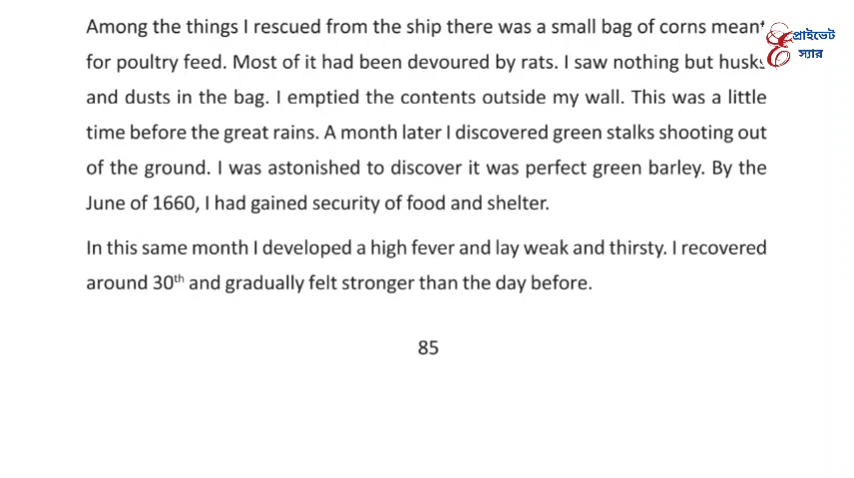 Among the things I rescued from the ship there was a small bag of corns meant
for poultry feed. Most of it had been devoured by rats. I saw nothing but husks
and dusts in the bag. I emptied the contents outside my wall. This was a little
time before the great rains. A month later I discovered green stalks shooting out
of the ground. I was astonished to discover it was perfect green barley. By the
June of 1660, I had gained security of food and shelter.
In this same month I developed a high fever and lay weak and thirsty. I recovered
around 30th and gradually felt stronger than the day before.
85
প্রাইভেট
স্যার